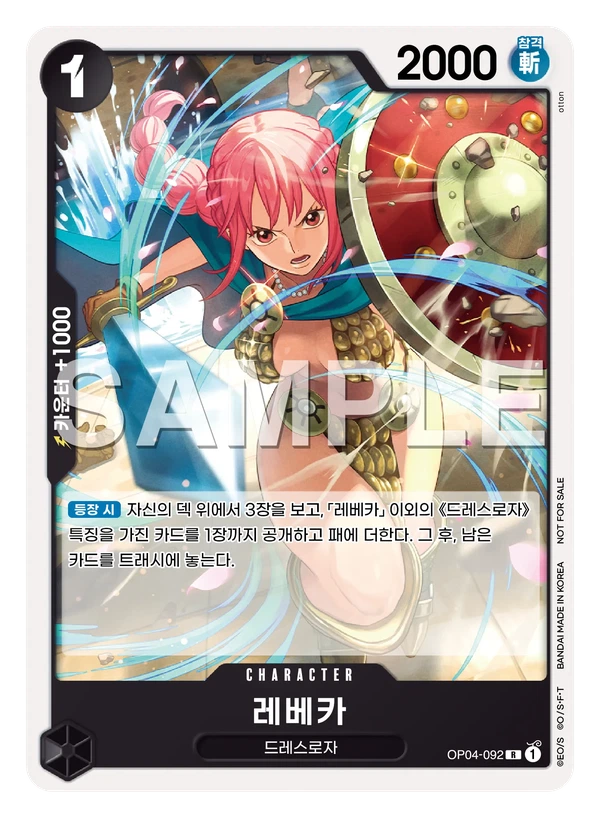 1
2000
참격
斬
otton
⚡카운터 +1000
SAMPLE
등장 시 자신의 덱 위에서 3장을 보고, 「레베카」 이외의 《드레스로자》
특징을 가진 카드를 1장까지 공개하고 패에 더한다. 그 후, 남은
카드를 트래시에 놓는다.
CHARACTER
레베카
드레스로자
OP04-092 R 1
©EO/S ©O/S·F·T BANDAI MADE IN KOREA NOT FOR SALE